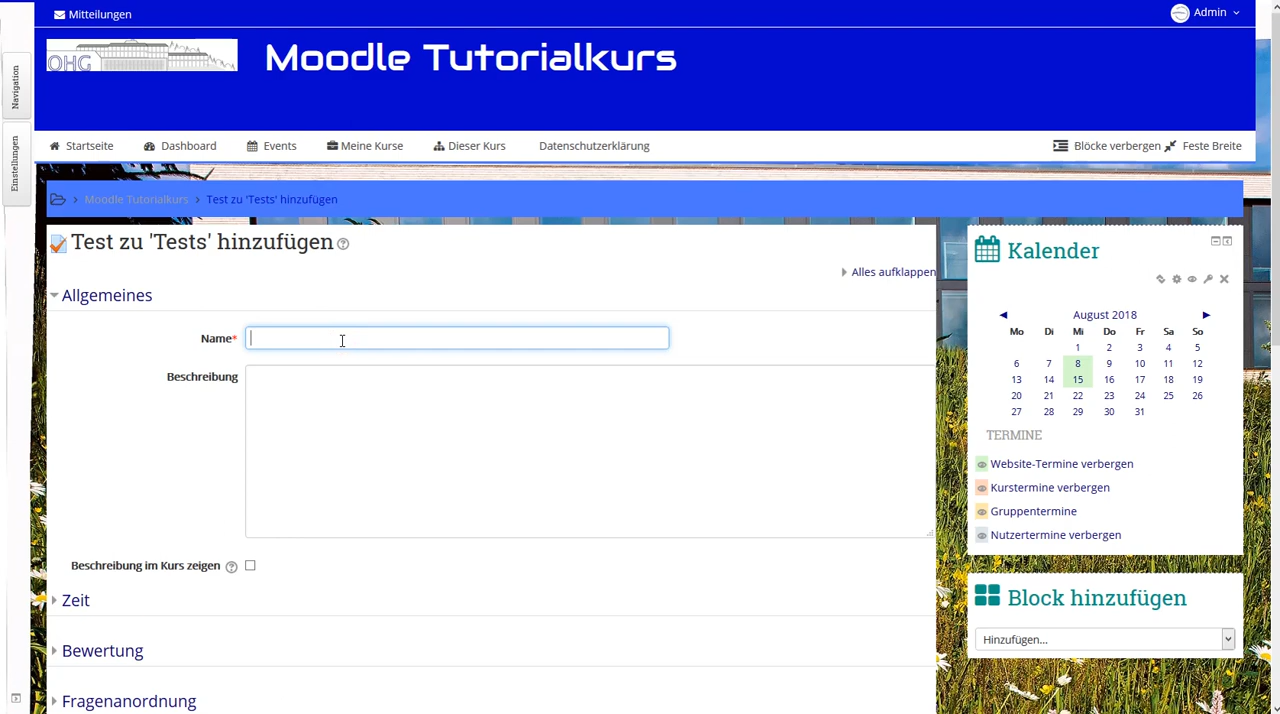 Mitteilungen
Admin
OHG
Moodle Tutorialkurs
Navigation
Einstellungen
Startseite Dashboard Events Meine Kurse Dieser Kurs Datenschutzerklärung Blöcke verbergen Feste Breite
Moodle Tutorialkurs › Test zu 'Tests' hinzufügen
Test zu 'Tests' hinzufügen
Alles aufklappen
Allgemeines
Name*
Beschreibung
Beschreibung im Kurs zeigen
Zeit
Bewertung
Fragenanordnung
Kalender
August 2018
Mo Di Mi Do Fr Sa So
1 2 3 4 5
6 7 8 9 10 11 12
13 14 15 16 17 18 19
20 21 22 23 24 25 26
27 28 29 30 31
TERMINE
Website-Termine verbergen
Kurstermine verbergen
Gruppentermine
Nutzertermine verbergen
Block hinzufügen
Hinzufügen...